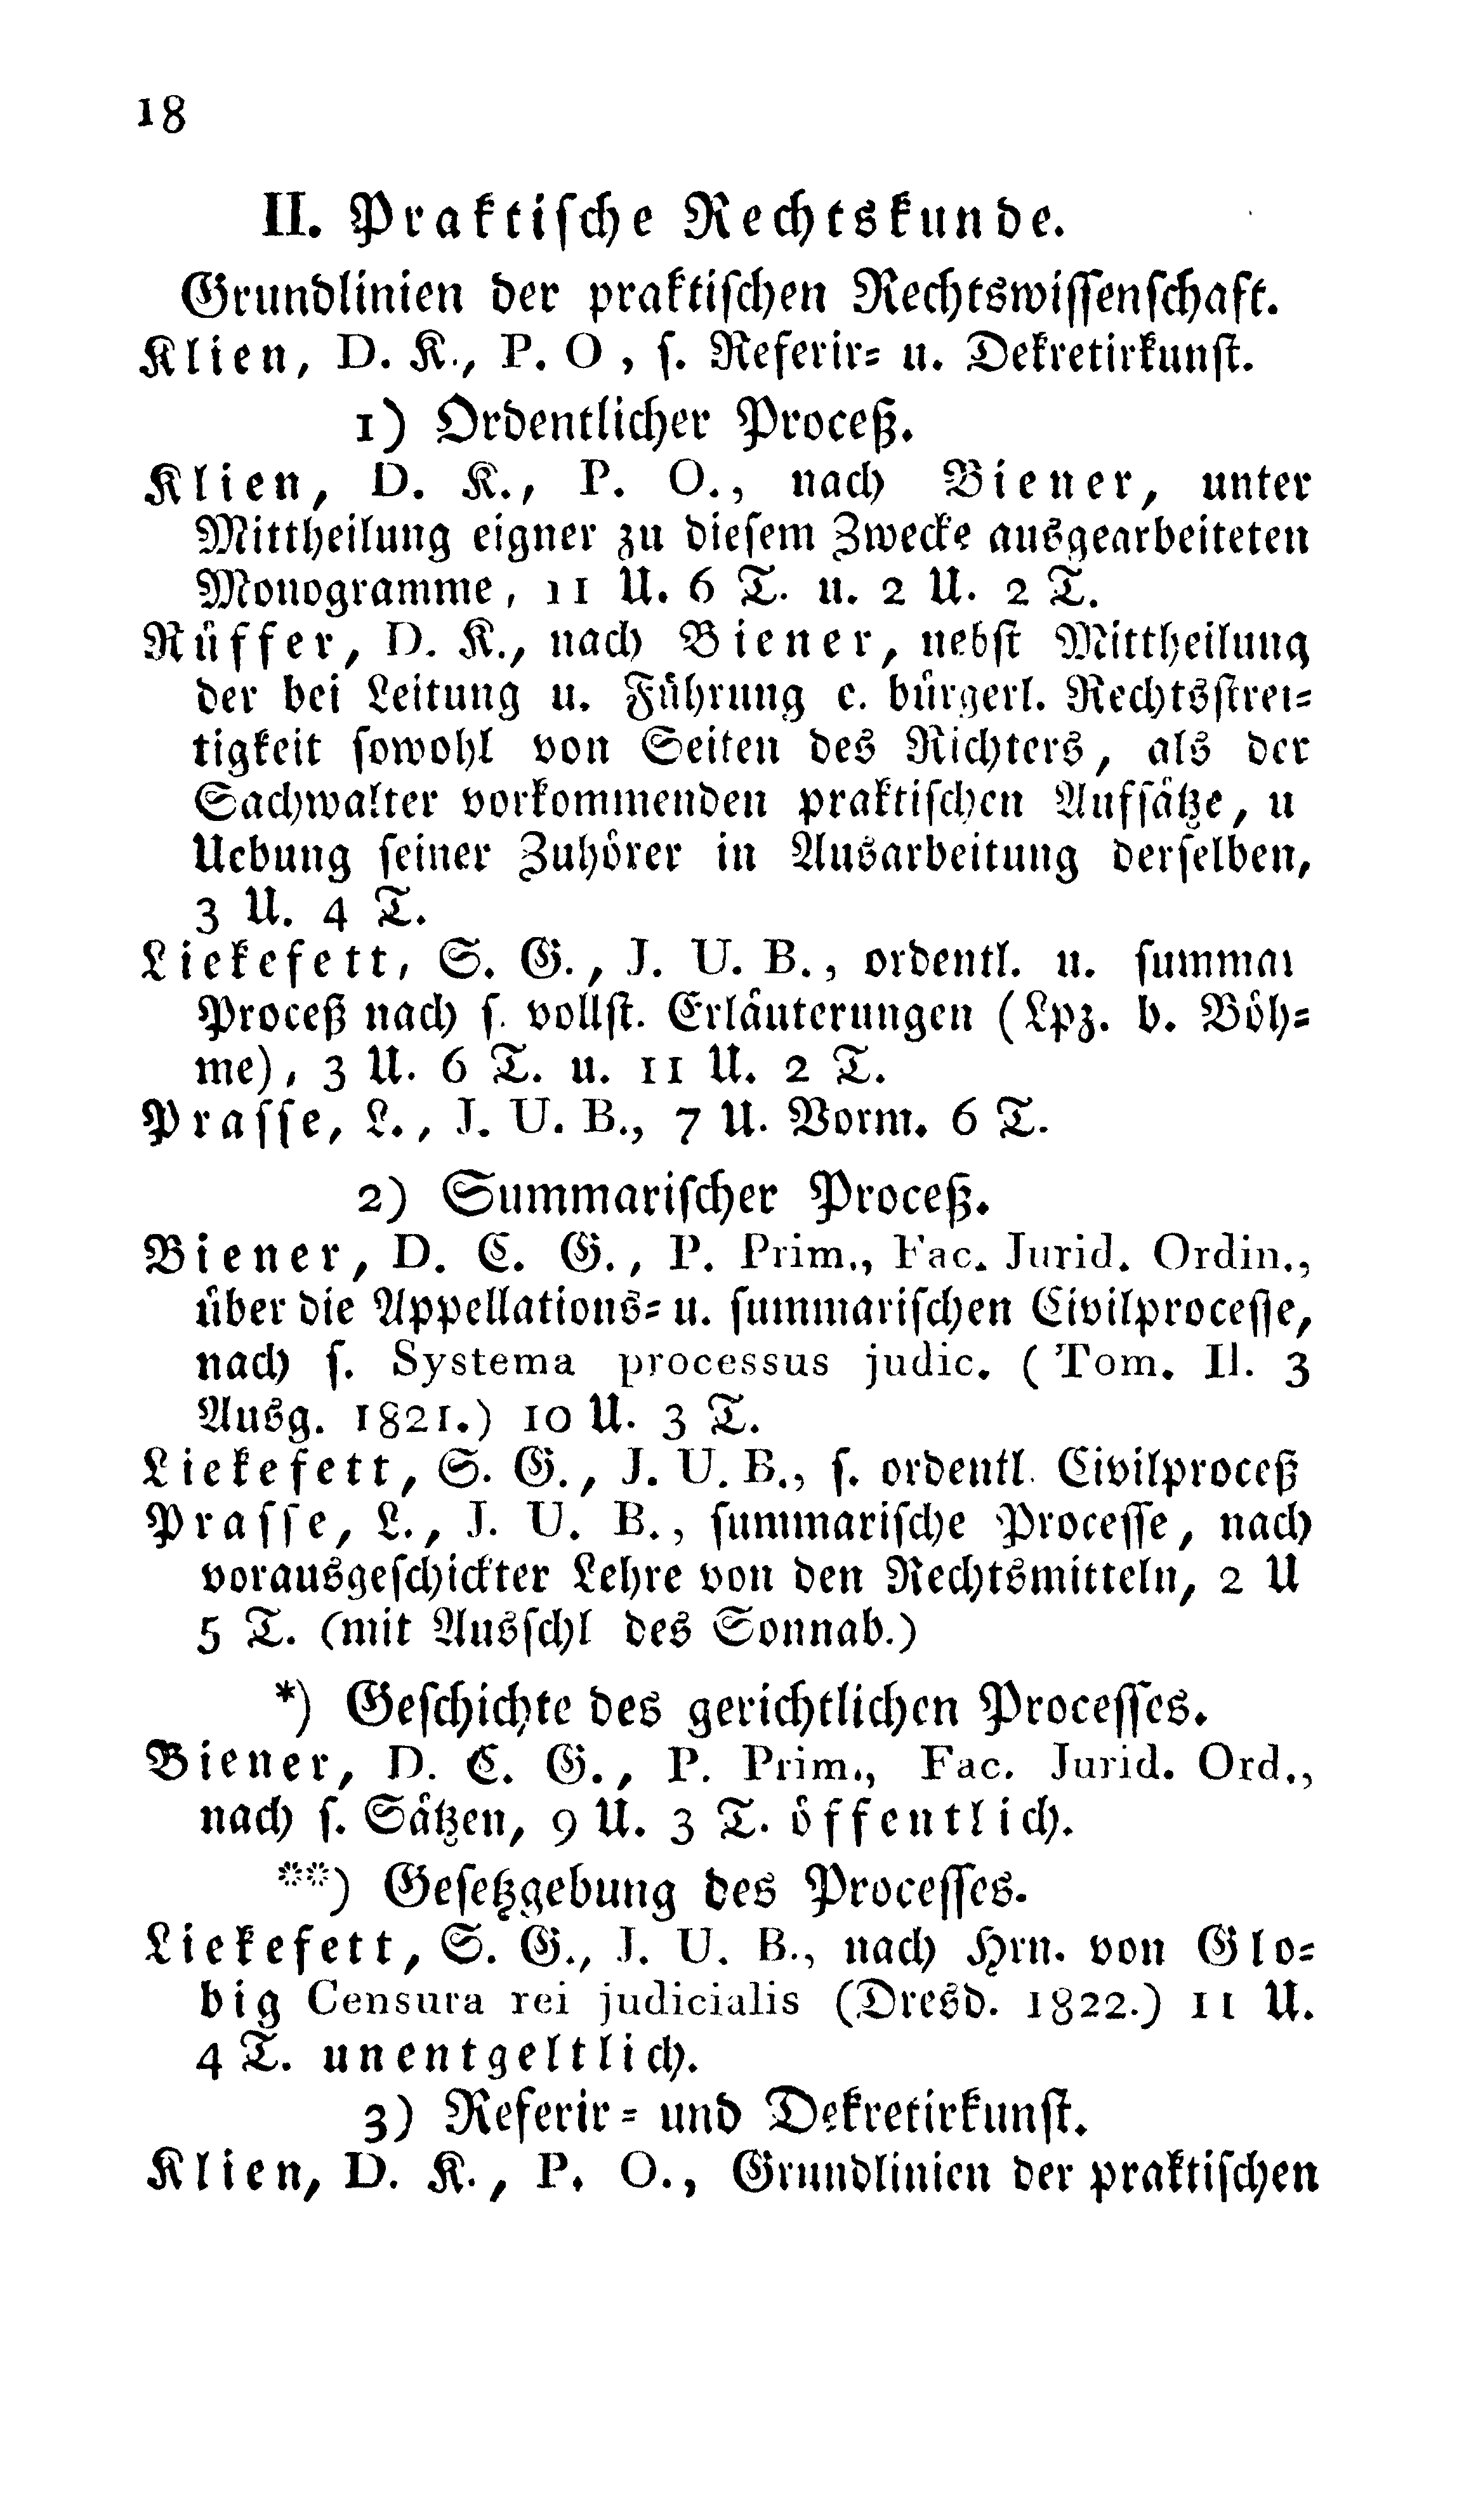 18
II. Praktische Rechtskunde.
Grundlinien der praktischen Rechtswissenschaft.
Klien, D. K., P. O, s. Referir- u. Dekretirkunst.
1) Ordentlicher Proceß.
Klien, D. K., P. O., nach Biener, unter
Mittheilung eigner zu diesem Zwecke ausgearbeiteten
Monogramme, 11 U. 6 T. u. 2 U. 2 T.
Rüffer, D. K., nach Biener, nebst Mittheilung
der bei Leitung u. Führung e. bürgerl. Rechtsstrei-
tigkeit sowohl von Seiten des Richters, als der
Sachwalter vorkommenden praktischen Aufsätze, u
Uebung seiner Zuhörer in Ausarbeitung derselben,
3 U. 4 T.
Liekefett, S. G., J. U. B., ordentl. u. summar
Proceß nach s. vollst. Erläuterungen (Lpz. b. Böh-
me), 3 U. 6 T. u. 11 U. 2 T.
Prasse, L., J. U. B., 7 U. Vorm. 6 T.
2) Summarischer Proceß.
Biener, D. C. G., P. Prim., Fac. Jurid. Ordin.,
über die Appellations- u. summarischen Civilprocesse,
nach s. Systema processus judic. (Tom. II. 3
Ausg. 1821.) 10 U. 3 T.
Liekefett, S. G., J. U. B., s. ordentl. Civilproceß
Prasse, L., J. U. B., summarische Processe, nach
vorausgeschickter Lehre von den Rechtsmitteln, 2 U
5 T. (mit Ausschl des Sonnab.)
*) Geschichte des gerichtlichen Processes.
Biener, D. C. G., P. Prim., Fac. Jurid. Ord.,
nach s. Sätzen, 9 U. 3 T. öffentlich.
**) Gesetzgebung des Processes.
Liekefett, S. G., J. U. B., nach Hrn. von Glo-
big Censura rei judicialis (Dresd. 1822.) 11 U.
4 T. unentgeltlich.
3) Referir- und Dekretirkunst.
Klien, D. K., P. O., Grundlinien der praktischen